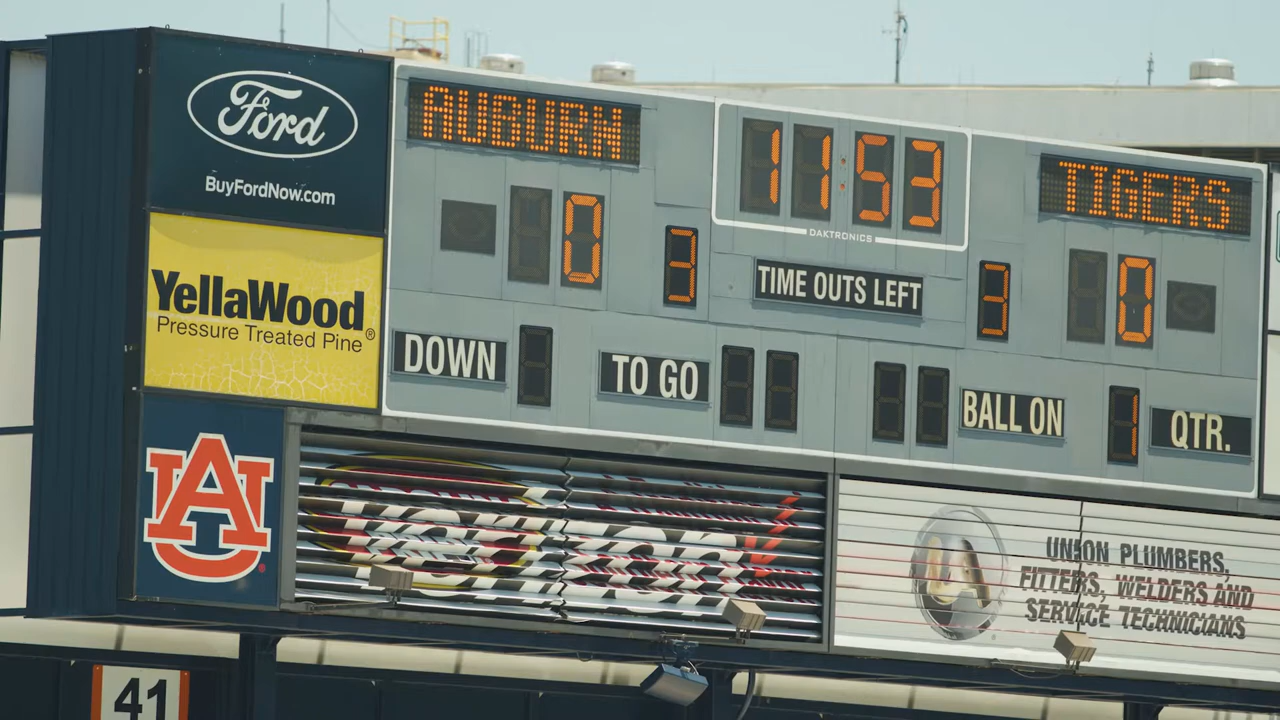 Ford
BuyFordNow.com
YellaWood
Pressure Treated Pine®
AU
41
AUBURN
11:53
TIGERS
DAKTRONICS
0
3
TIME OUTS LEFT
3
0
DOWN
TO GO
BALL ON
1
QTR.
verizon
UNION PLUMBERS,
FITTERS, WELDERS AND
SERVICE TECHNICIANS